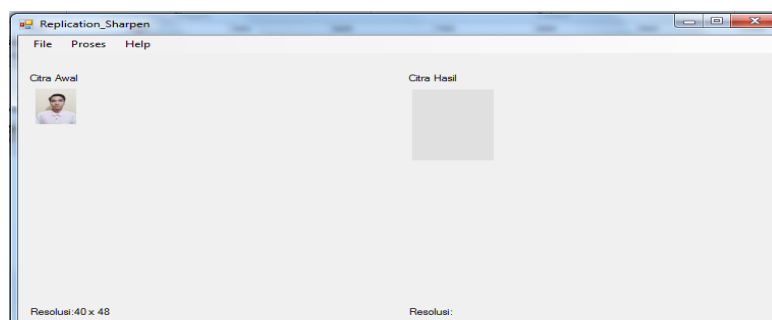 Replication_Sharpen
File Proses Help
Citra Awal Citra Hasil
Resolusi:40 x 48 Resolusi: